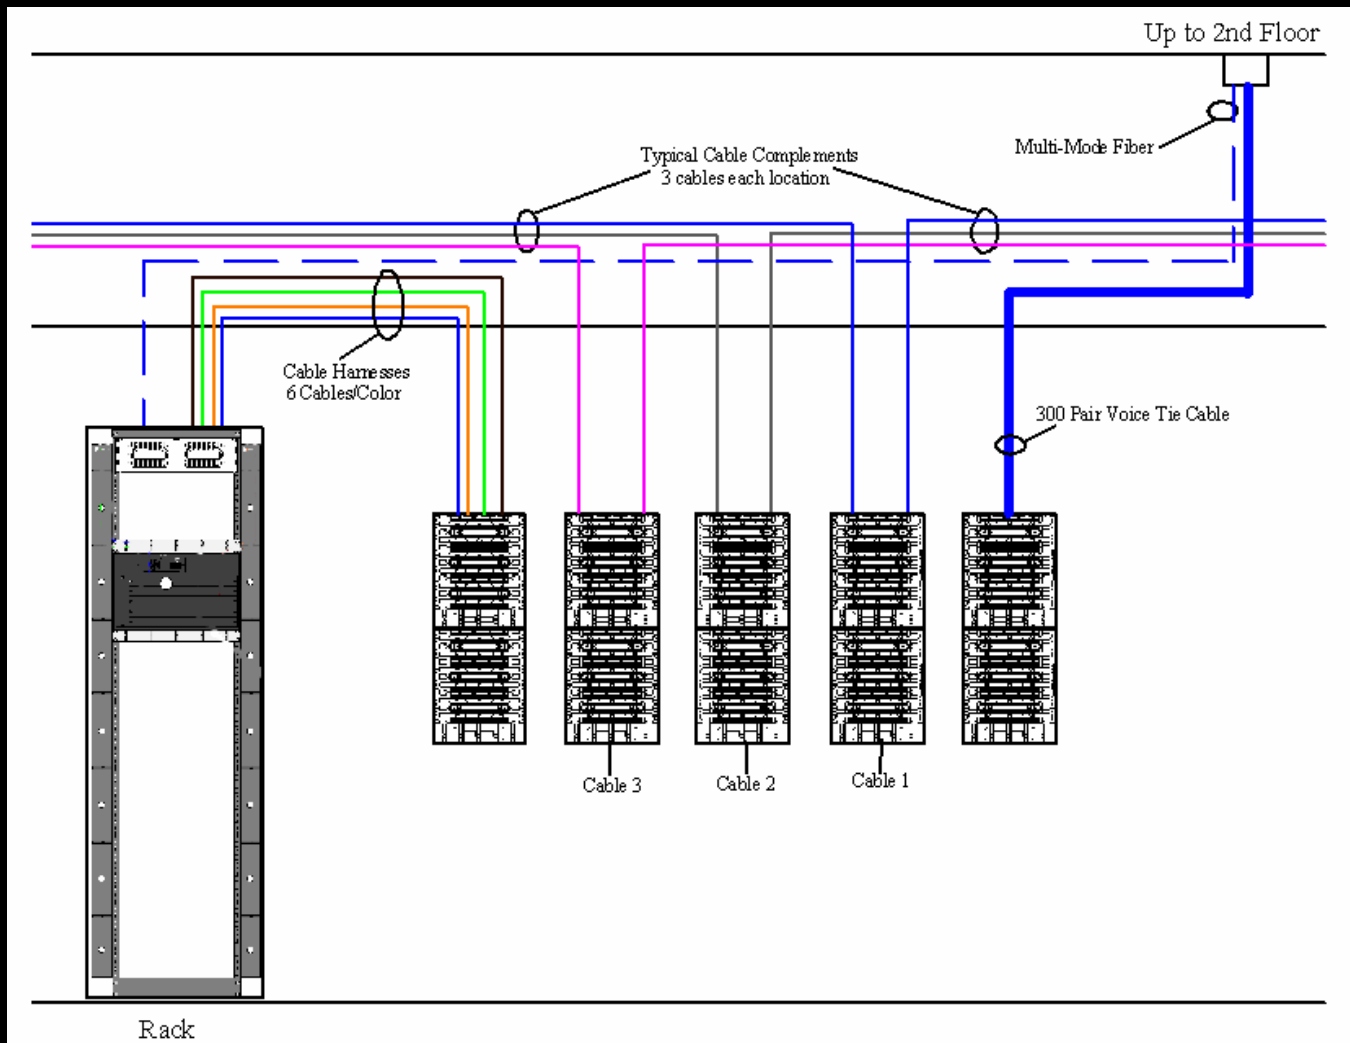 Up to 2nd Floor
Multi-Mode Fiber
Typical Cable Complements
3 cables each location
Cable Harnesses
6 Cables/Color
300 Pair Voice Tie Cable
Cable 3
Cable 2
Cable 1
Rack